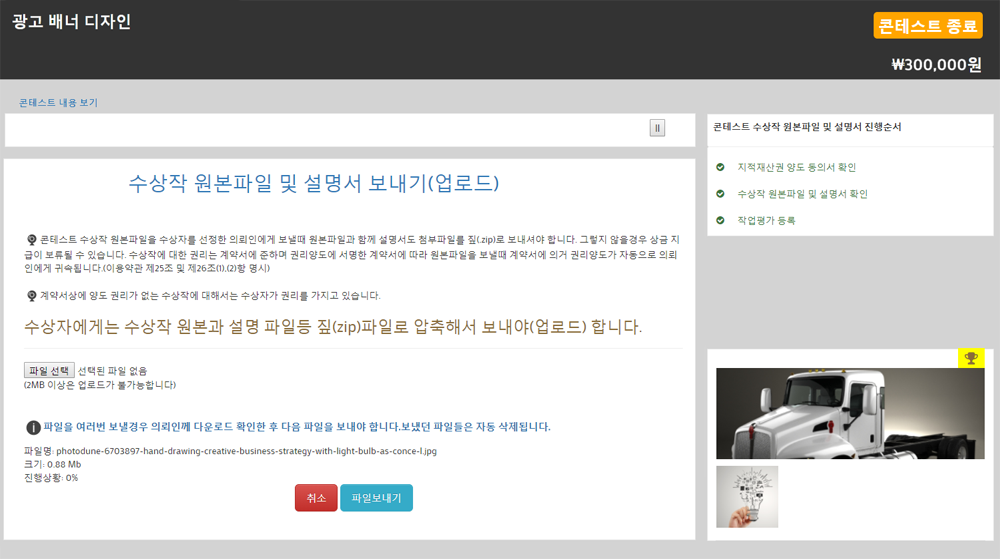 광고 배너 디자인
콘테스트 종료
₩300,000원
콘테스트 내용 보기
수상작 원본파일 및 설명서 보내기(업로드)
콘테스트 수상작 원본파일을 수상자를 선정한 의뢰인에게 보낼때 원본파일과 함께 설명서도 첨부파일를 짚(.zip)로 보내셔야 합니다. 그렇지 않을경우 상금 지
급이 보류될 수 있습니다. 수상작에 대한 권리는 계약서에 준하며 권리양도에 서명한 계약서에 따라 원본파일을 보낼때 계약서에 의거 권리양도가 자동으로 의뢰
인에게 귀속됩니다.(이용약관 제25조 및 제26조(1),(2)항 명시)
계약서상에 양도 권리가 없는 수상작에 대해서는 수상자가 권리를 가지고 있습니다.
수상자에게는 수상작 원본과 설명 파일등 짚(zip)파일로 압축해서 보내야(업로드) 합니다.
파일 선택 선택된 파일 없음
(2MB 이상은 업로드가 불가능합니다)
파일을 여러번 보낼경우 의뢰인께 다운로드 확인한 후 다음 파일을 보내야 합니다.보냈던 파일들은 자동 삭제됩니다.
파일명: photodune-6703897-hand-drawing-creative-business-strategy-with-light-bulb-as-conce-l.jpg
크기: 0.88 Mb
진행상황: 0%
취소 파일보내기
콘테스트 수상작 원본파일 및 설명서 진행순서
지적재산권 양도 동의서 확인
수상작 원본파일 및 설명서 확인
작업평가 등록